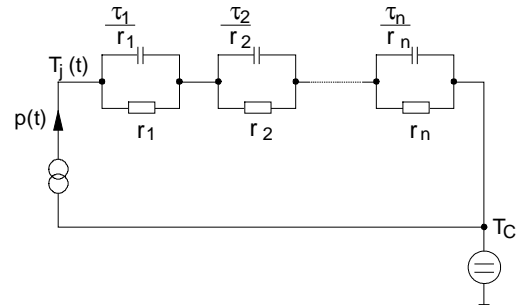 τ1/r1 τ2/r2 τn/rn
Tj(t)
r1 r2 rn
p(t)
TC